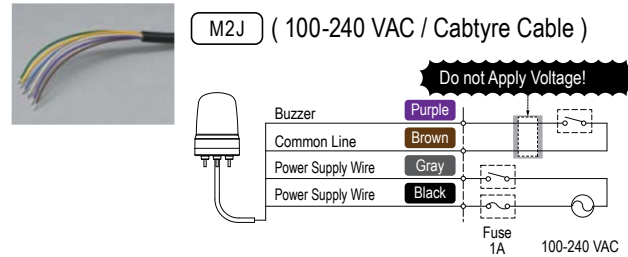 M2J ( 100-240 VAC / Cabtyre Cable )
Do not Apply Voltage!
Buzzer Purple
Common Line Brown
Power Supply Wire Gray
Power Supply Wire Black
Fuse
1A
100-240 VAC